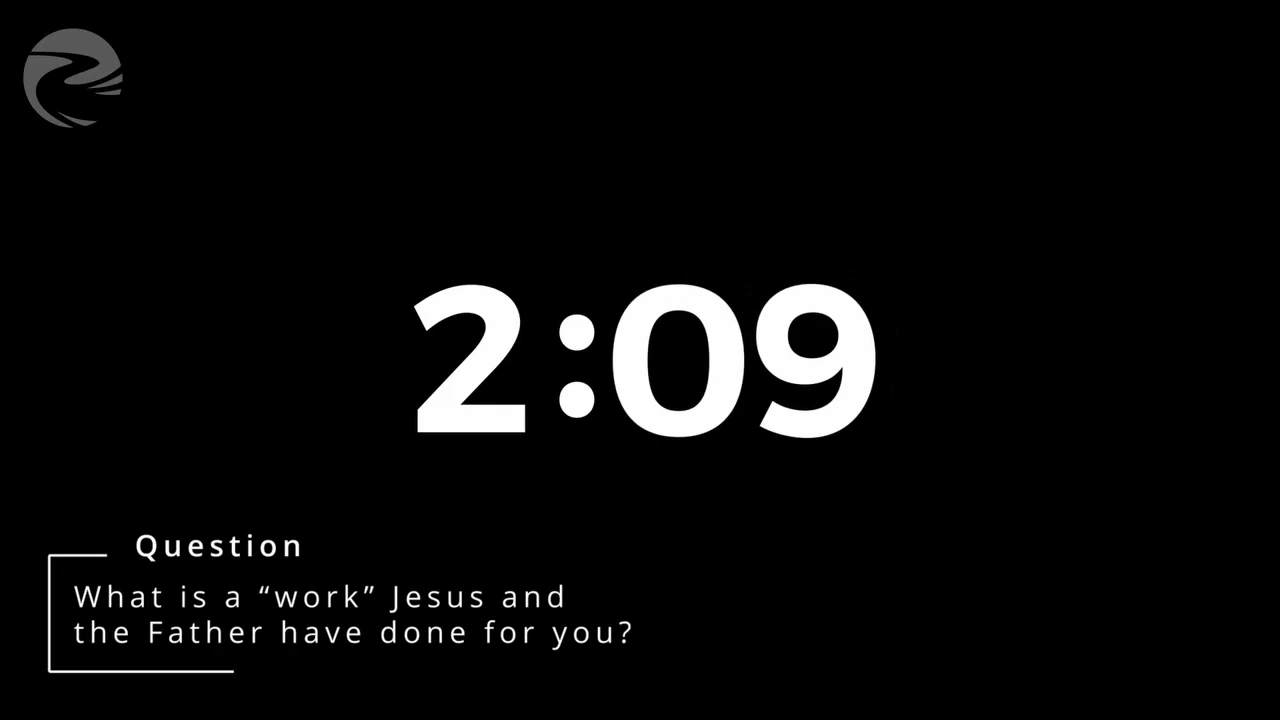 2:09
Question
What is a “work” Jesus and
the Father have done for you?